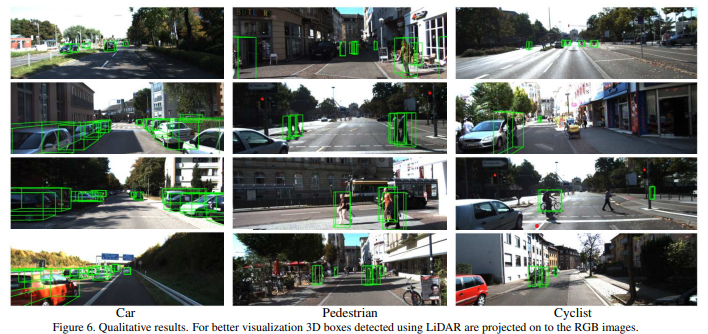 Car Pedestrian Cyclist
Figure 6. Qualitative results. For better visualization 3D boxes detected using LiDAR are projected on to the RGB images.